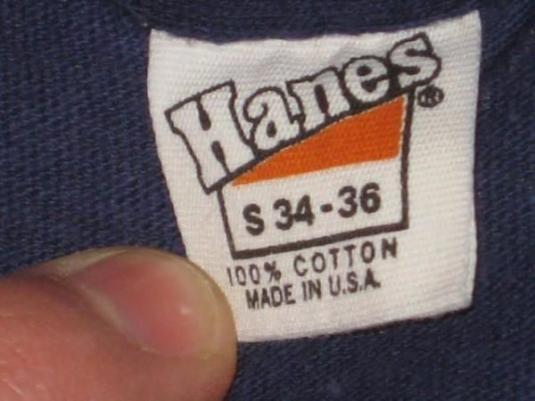 Hanes®
S 34-36
100% COTTON
MADE IN U.S.A.